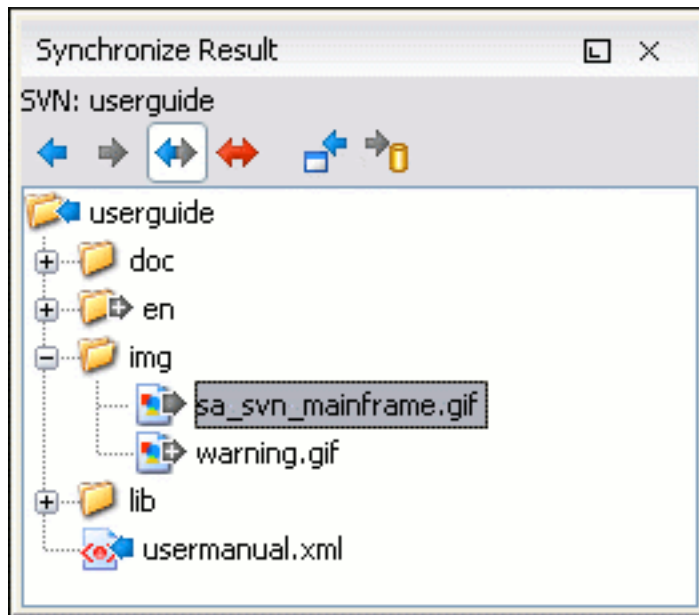 Synchronize Result
SVN: userguide
userguide
doc
en
img
sa_svn_mainframe.gif
warning.gif
lib
usermanual.xml